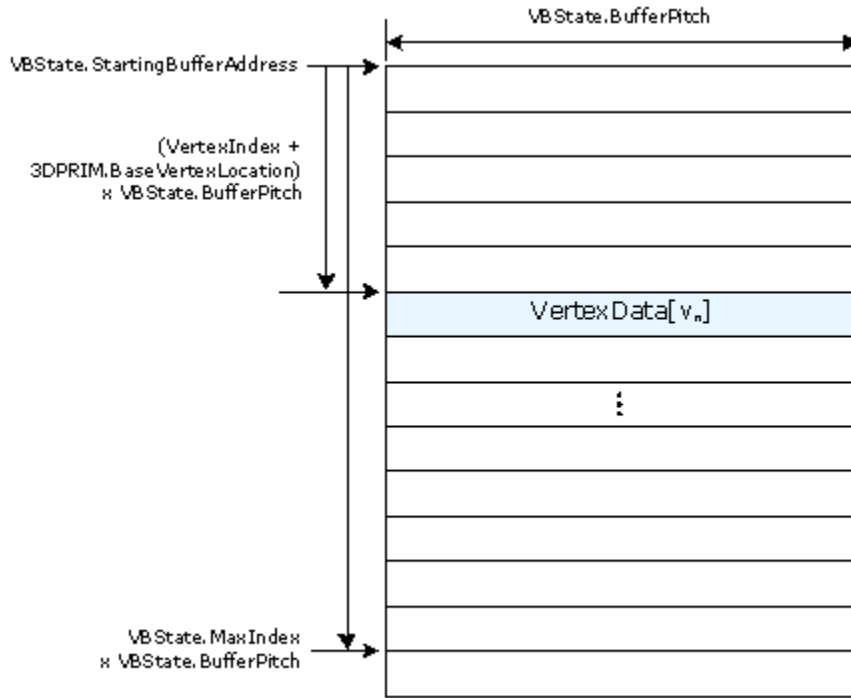 VBState.BufferPitch
VBState.StartingBufferAddress
(VertexIndex +
3DPRIM.BaseVertexLocation)
x VBState.BufferPitch
VertexData[vₙ]
⋮
VBState.MaxIndex
x VBState.BufferPitch